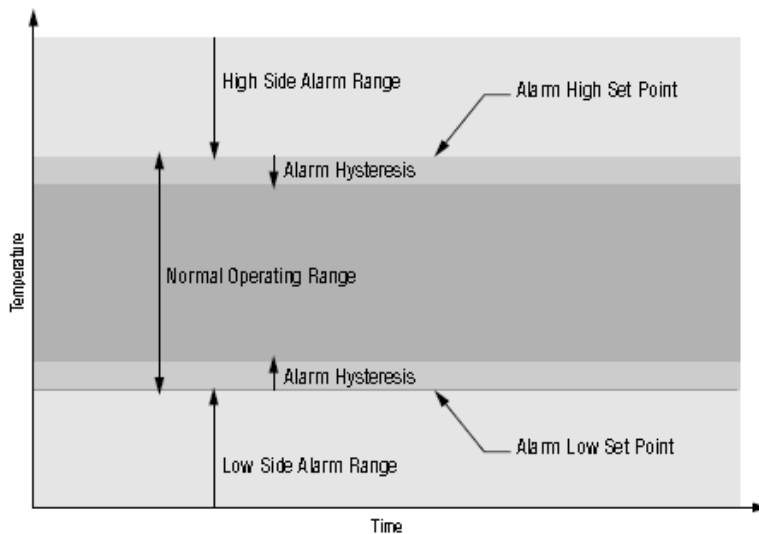 High Side Alarm Range
Alarm High Set Point
Alarm Hysteresis
Temperature
Normal Operating Range
Alarm Hysteresis
Alarm Low Set Point
Low Side Alarm Range
Time